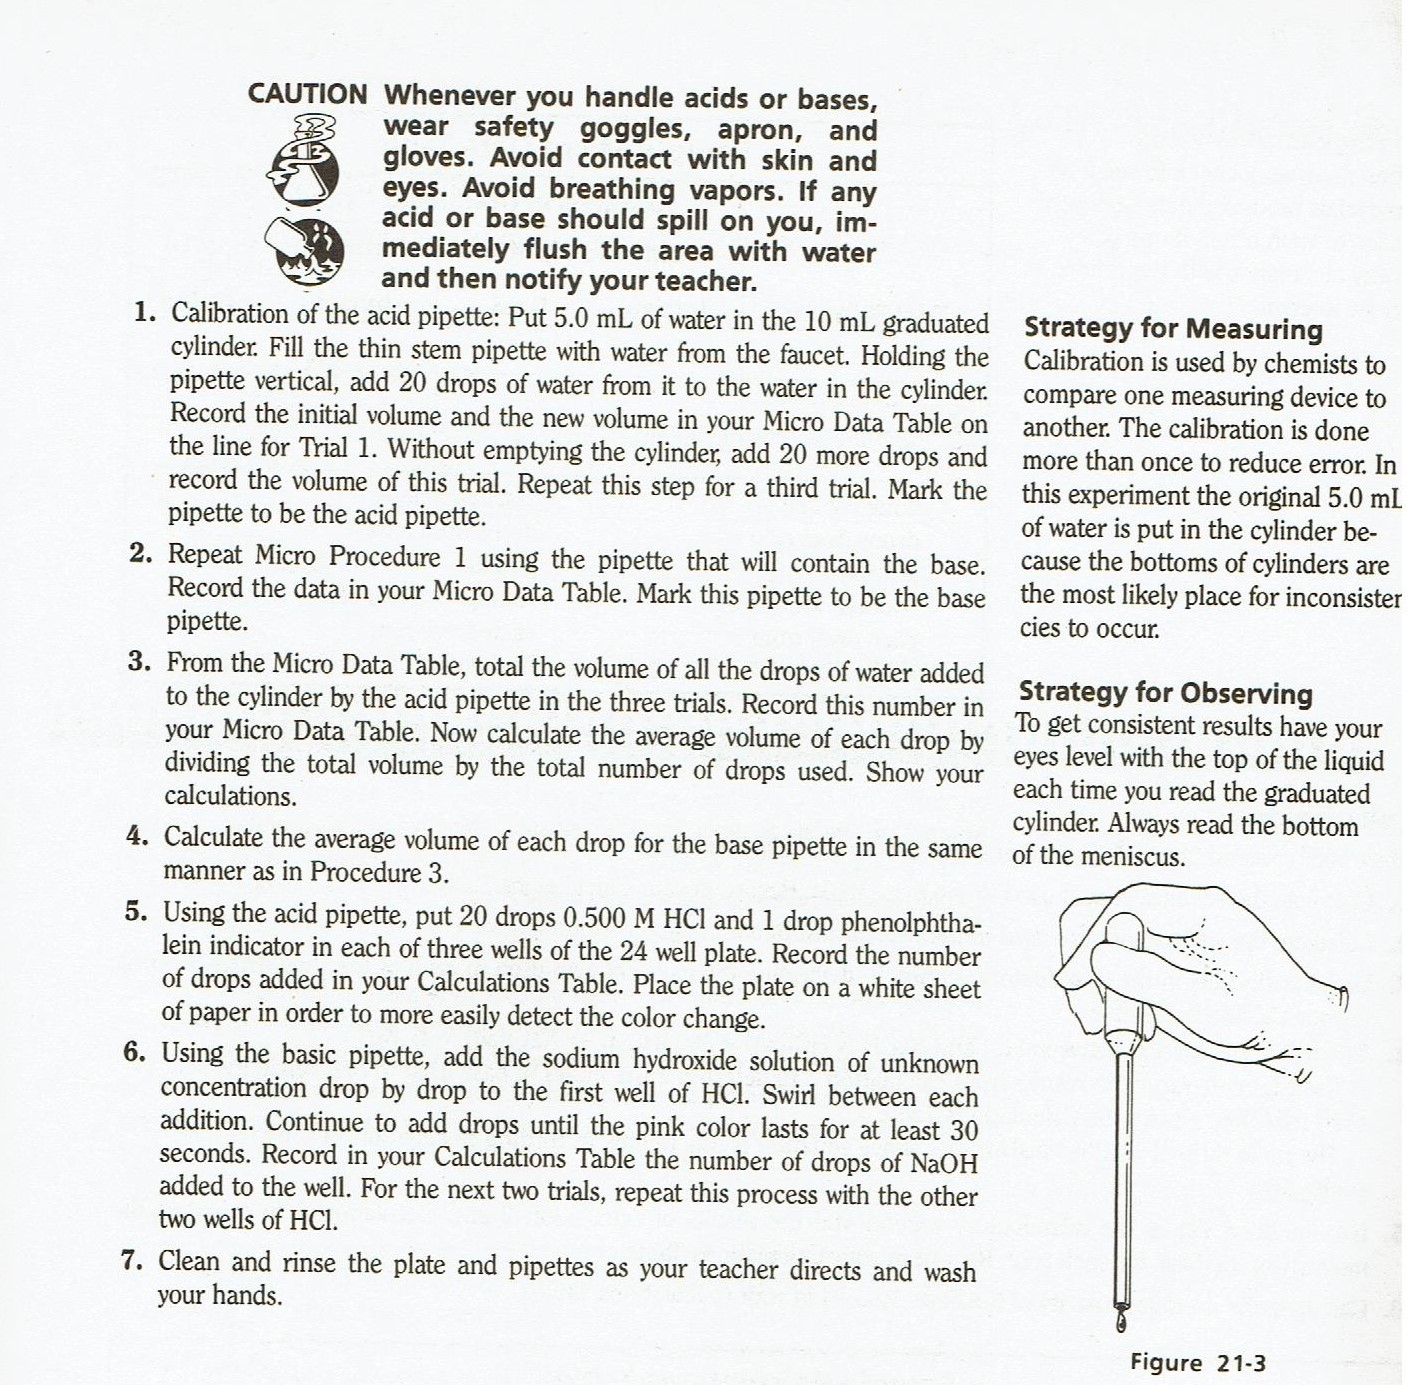 CAUTION Whenever you handle acids or bases,
wear safety goggles, apron, and
gloves. Avoid contact with skin and
eyes. Avoid breathing vapors. If any
acid or base should spill on you, im-
mediately flush the area with water
and then notify your teacher.
1. Calibration of the acid pipette: Put 5.0 mL of water in the 10 mL graduated
cylinder. Fill the thin stem pipette with water from the faucet. Holding the
pipette vertical, add 20 drops of water from it to the water in the cylinder.
Record the initial volume and the new volume in your Micro Data Table on
the line for Trial 1. Without emptying the cylinder, add 20 more drops and
record the volume of this trial. Repeat this step for a third trial. Mark the
pipette to be the acid pipette.
2. Repeat Micro Procedure 1 using the pipette that will contain the base.
Record the data in your Micro Data Table. Mark this pipette to be the base
pipette.
3. From the Micro Data Table, total the volume of all the drops of water added
to the cylinder by the acid pipette in the three trials. Record this number in
your Micro Data Table. Now calculate the average volume of each drop by
dividing the total volume by the total number of drops used. Show your
calculations.
4. Calculate the average volume of each drop for the base pipette in the same
manner as in Procedure 3.
5. Using the acid pipette, put 20 drops 0.500 M HCl and 1 drop phenolphtha-
lein indicator in each of three wells of the 24 well plate. Record the number
of drops added in your Calculations Table. Place the plate on a white sheet
of paper in order to more easily detect the color change.
6. Using the basic pipette, add the sodium hydroxide solution of unknown
concentration drop by drop to the first well of HCl. Swirl between each
addition. Continue to add drops until the pink color lasts for at least 30
seconds. Record in your Calculations Table the number of drops of NaOH
added to the well. For the next two trials, repeat this process with the other
two wells of HCl.
7. Clean and rinse the plate and pipettes as your teacher directs and wash
your hands.
Strategy for Measuring
Calibration is used by chemists to
compare one measuring device to
another. The calibration is done
more than once to reduce error. In
this experiment the original 5.0 mL
of water is put in the cylinder be-
cause the bottoms of cylinders are
the most likely place for inconsisten
cies to occur.
Strategy for Observing
To get consistent results have your
eyes level with the top of the liquid
each time you read the graduated
cylinder. Always read the bottom
of the meniscus.
Figure 21-3